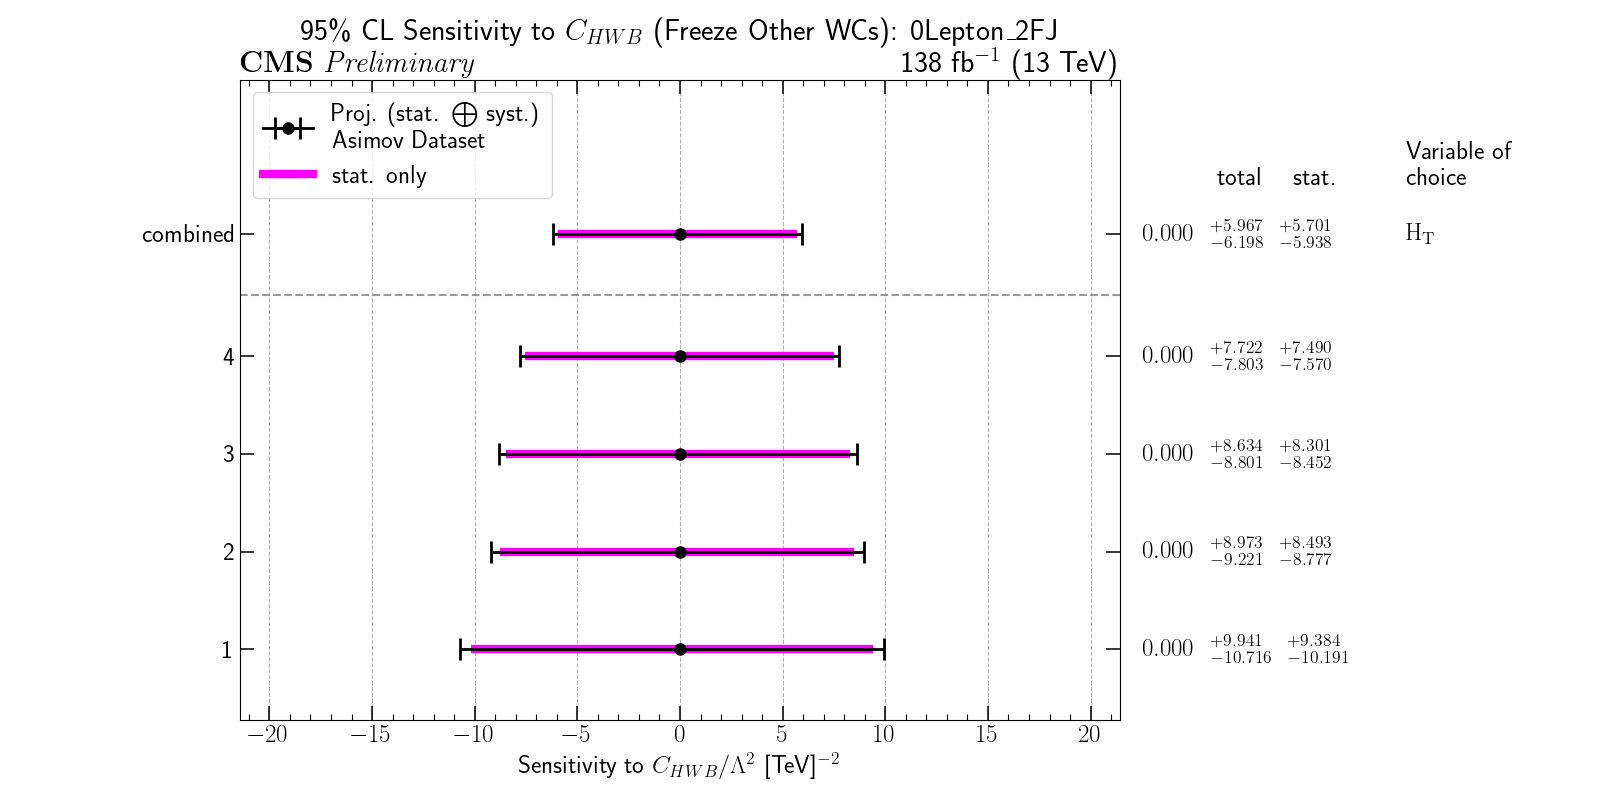 95% CL Sensitivity to C_{HWB} (Freeze Other WCs): 0Lepton_2FJ
CMS Preliminary 138 fb^{-1} (13 TeV)
Proj. (stat. ⨁ syst.)
Asimov Dataset
stat. only
Variable of
total stat. choice
combined 0.000 +5.967 −6.198 +5.701 −5.938 H_T
4 0.000 +7.722 −7.803 +7.490 −7.570
3 0.000 +8.634 −8.801 +8.301 −8.452
2 0.000 +8.973 −9.221 +8.493 −8.777
1 0.000 +9.941 −10.716 +9.384 −10.191
−20 −15 −10 −5 0 5 10 15 20
Sensitivity to C_{HWB}/Λ^2 [TeV]^{−2}